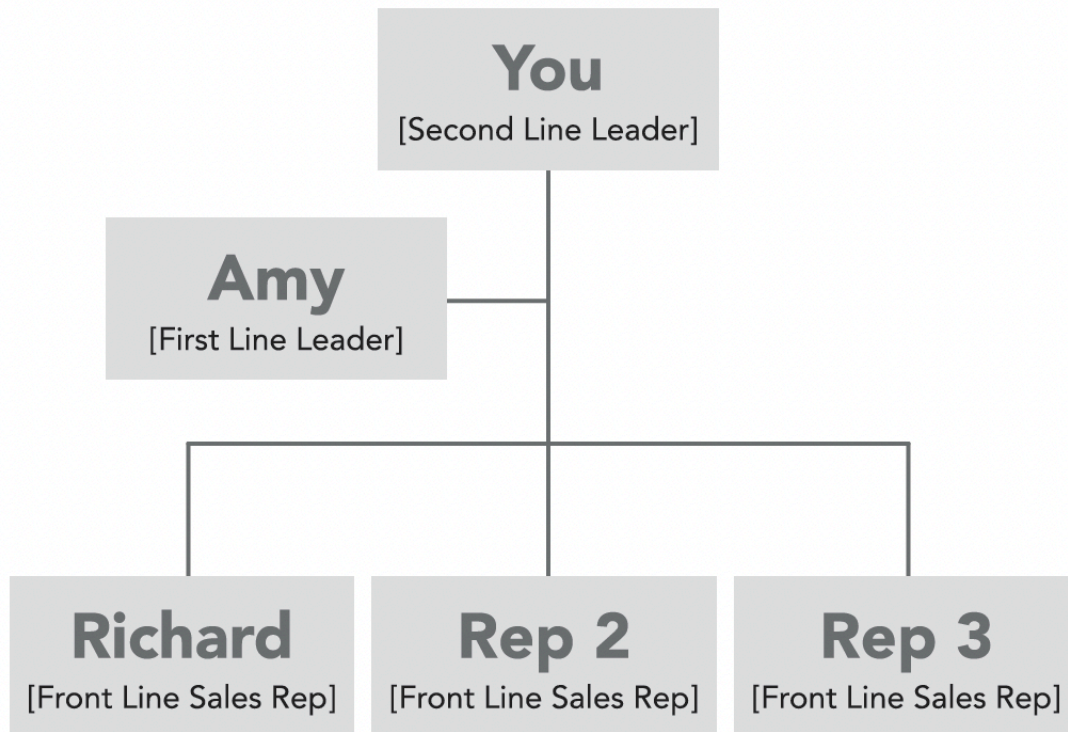 You
[Second Line Leader]
Amy
[First Line Leader]
Richard
[Front Line Sales Rep]
Rep 2
[Front Line Sales Rep]
Rep 3
[Front Line Sales Rep]